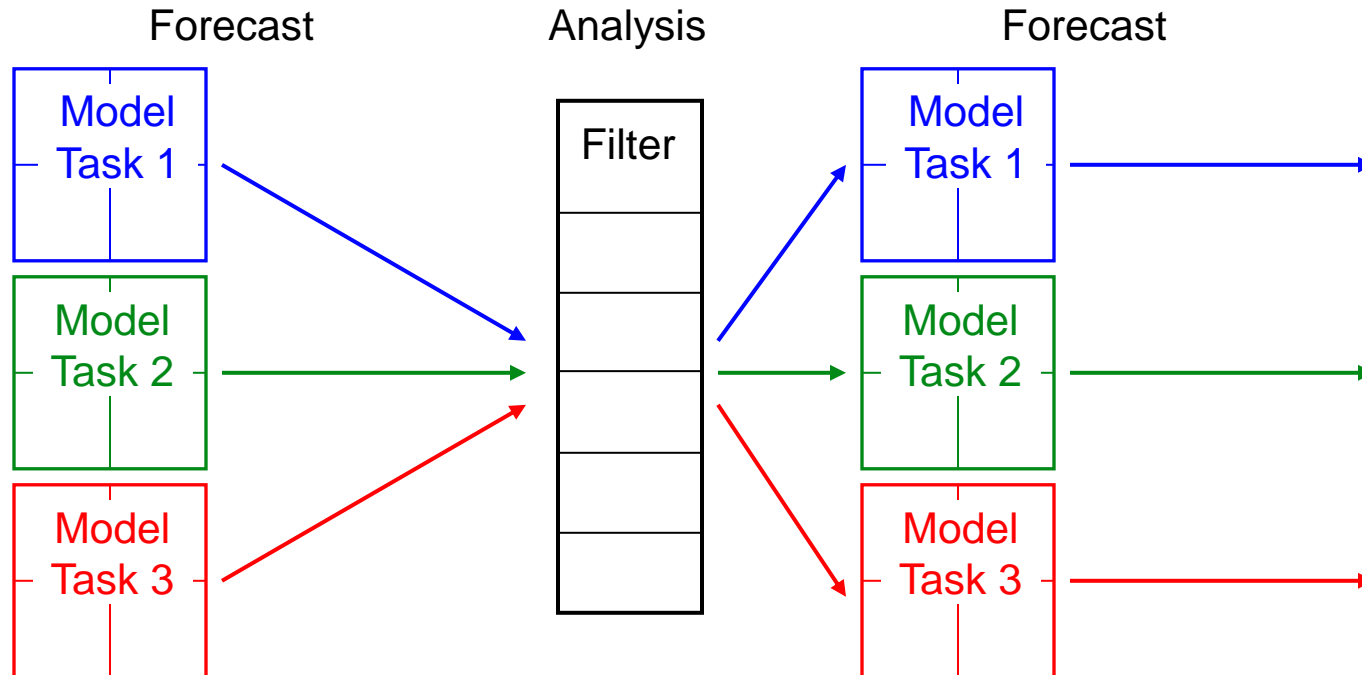 Forecast
Analysis
Forecast
Model
Task 1
Model
Task 2
Model
Task 3
Filter
Model
Task 1
Model
Task 2
Model
Task 3